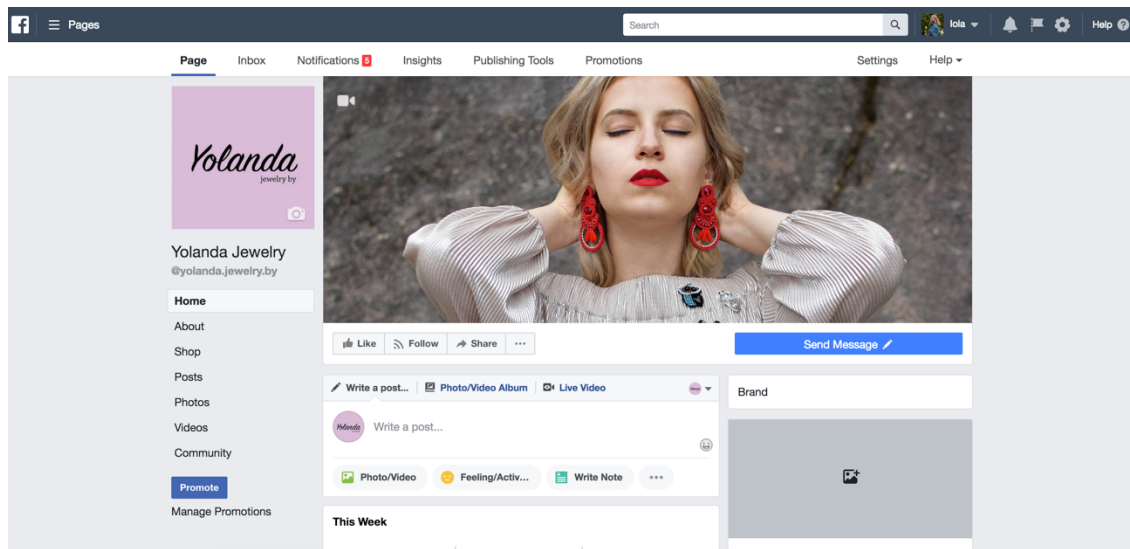 f Pages Search lola Help
Page Inbox Notifications 5 Insights Publishing Tools Promotions Settings Help
Yolanda
jewelry by
Yolanda Jewelry
@yolanda.jewelry.by
Home
About
Shop
Posts
Photos
Videos
Community
Promote
Manage Promotions
Like Follow Share ... Send Message
Write a post... Photo/Video Album Live Video
Yolanda Write a post...
Photo/Video Feeling/Activ... Write Note ...
This Week
Brand